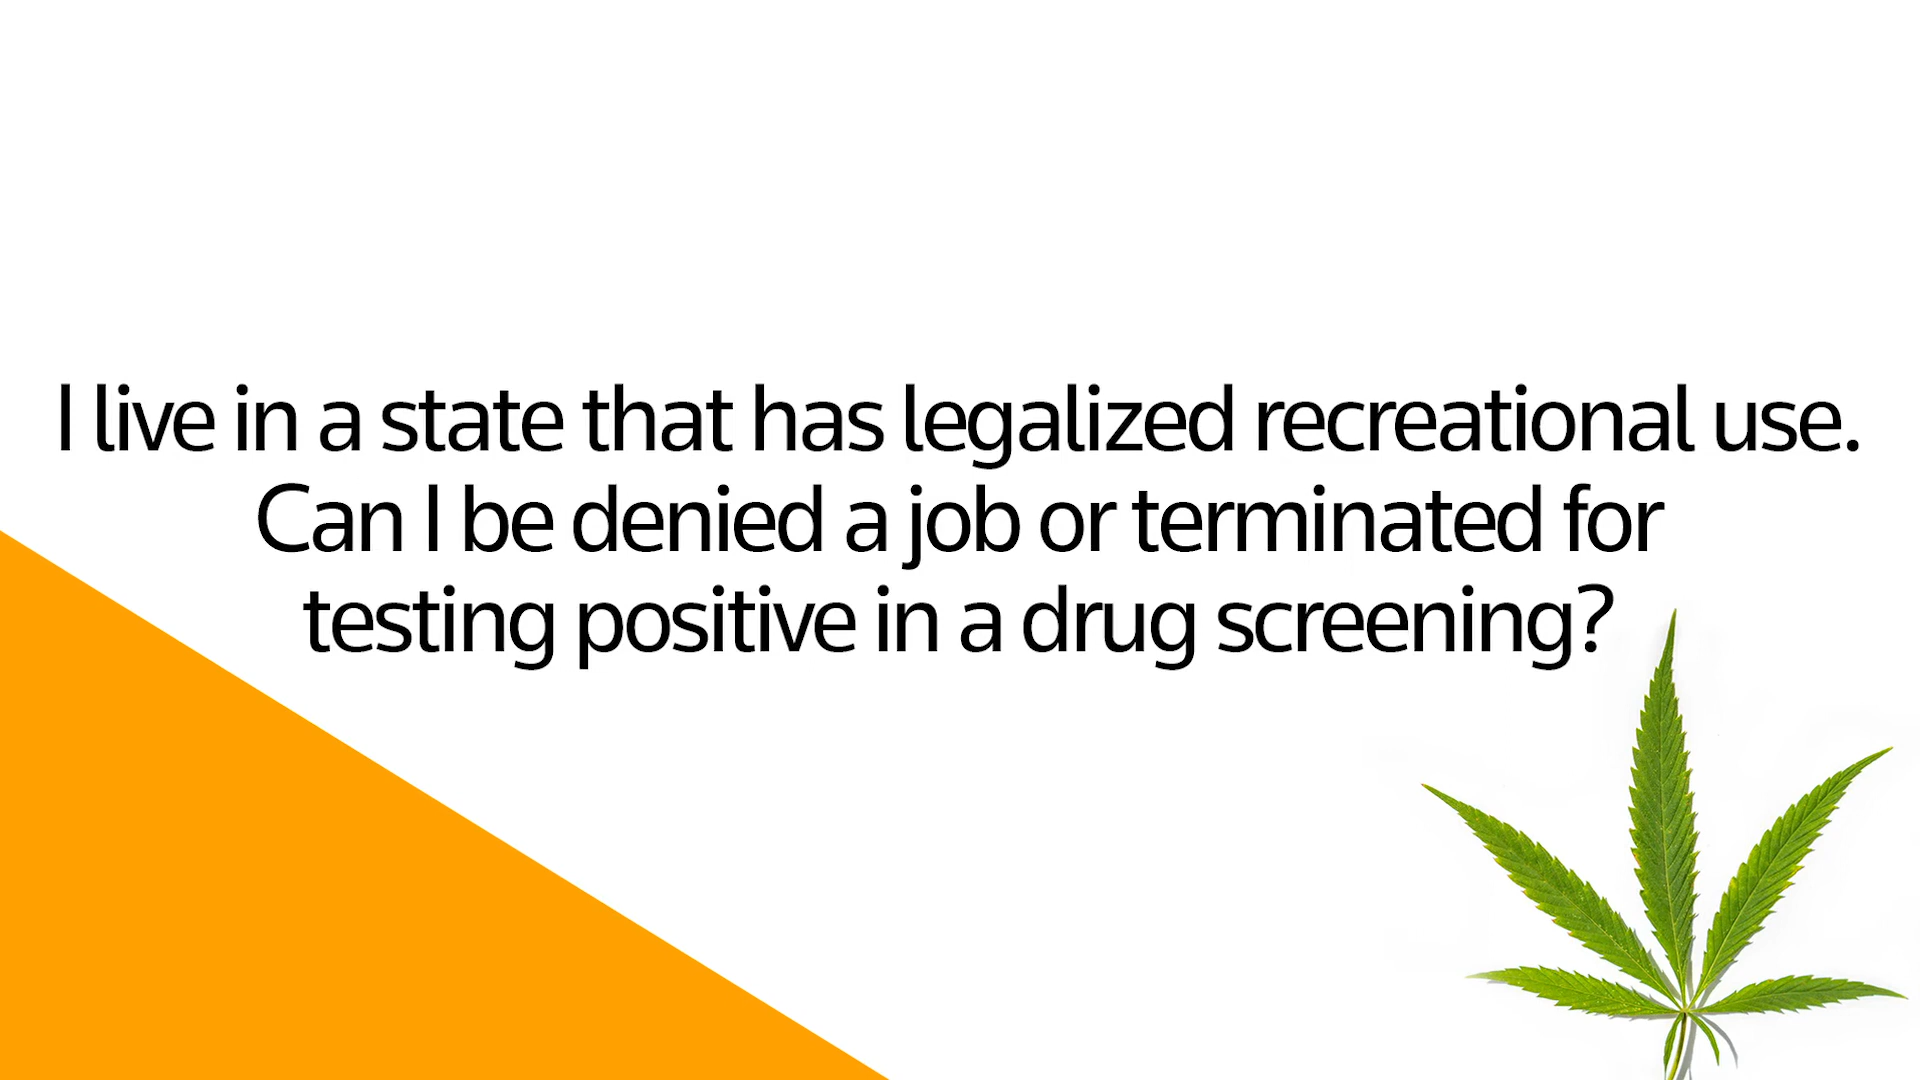 I live in a state that has legalized recreational use.
Can I be denied a job or terminated for
testing positive in a drug screening?